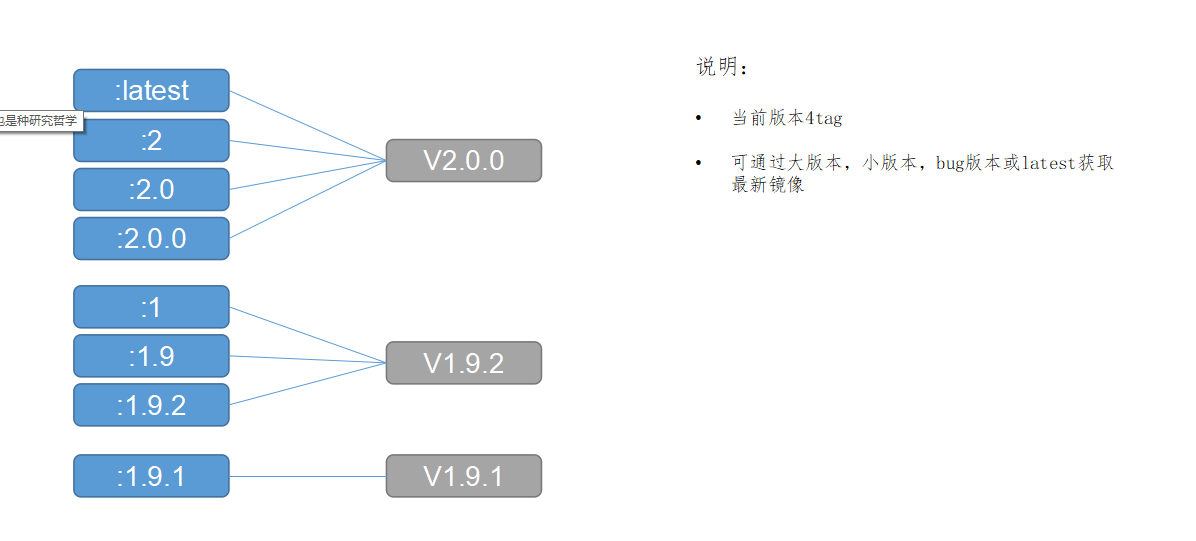 :latest
也是种研究哲学
:2
:2.0
:2.0.0
V2.0.0
:1
:1.9
:1.9.2
V1.9.2
:1.9.1
V1.9.1
说明：
• 当前版本4tag
• 可通过大版本，小版本，bug版本或latest获取
最新镜像